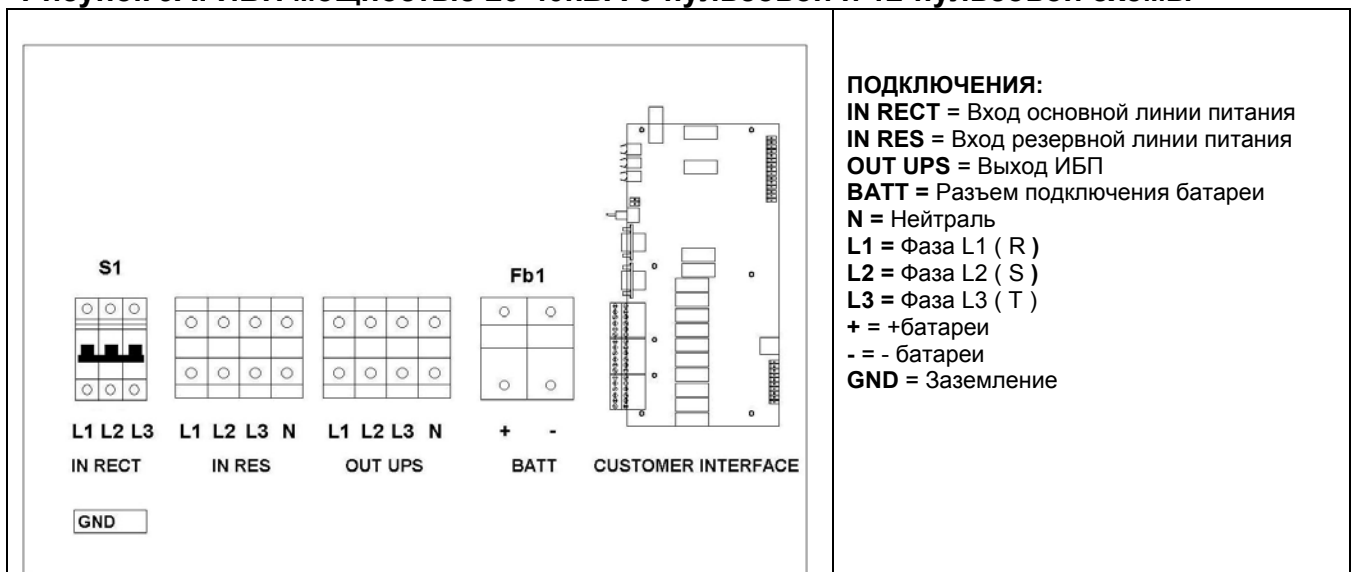 ПОДКЛЮЧЕНИЯ:
IN RECT = Вход основной линии питания
IN RES = Вход резервной линии питания
OUT UPS = Выход ИБП
BATT = Разъем подключения батареи
N = Нейтраль
L1 = Фаза L1 ( R )
L2 = Фаза L2 ( S )
L3 = Фаза L3 ( T )
+ = +батареи
- = - батареи
GND = Заземление
S1
Fb1
L1 L2 L3 L1 L2 L3 N L1 L2 L3 N + -
IN RECT IN RES OUT UPS BATT CUSTOMER INTERFACE
GND